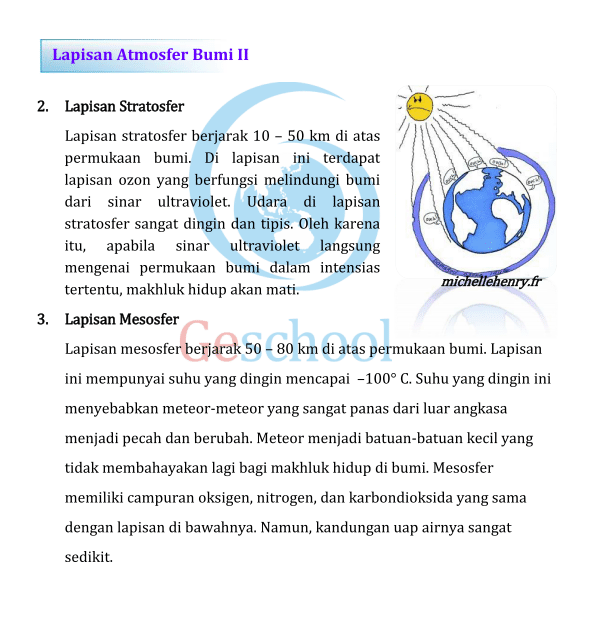 Lapisan Atmosfer Bumi II
2. Lapisan Stratosfer
Lapisan stratosfer berjarak 10 – 50 km di atas
permukaan bumi. Di lapisan ini terdapat
lapisan ozon yang berfungsi melindungi bumi
dari sinar ultraviolet. Udara di lapisan
stratosfer sangat dingin dan tipis. Oleh karena
itu, apabila sinar ultraviolet langsung
mengenai permukaan bumi dalam intensias
tertentu, makhluk hidup akan mati.
michellehenry.fr
3. Lapisan Mesosfer
Geschool
Lapisan mesosfer berjarak 50 – 80 km di atas permukaan bumi. Lapisan
ini mempunyai suhu yang dingin mencapai –100° C. Suhu yang dingin ini
menyebabkan meteor-meteor yang sangat panas dari luar angkasa
menjadi pecah dan berubah. Meteor menjadi batuan-batuan kecil yang
tidak membahayakan lagi bagi makhluk hidup di bumi. Mesosfer
memiliki campuran oksigen, nitrogen, dan karbondioksida yang sama
dengan lapisan di bawahnya. Namun, kandungan uap airnya sangat
sedikit.